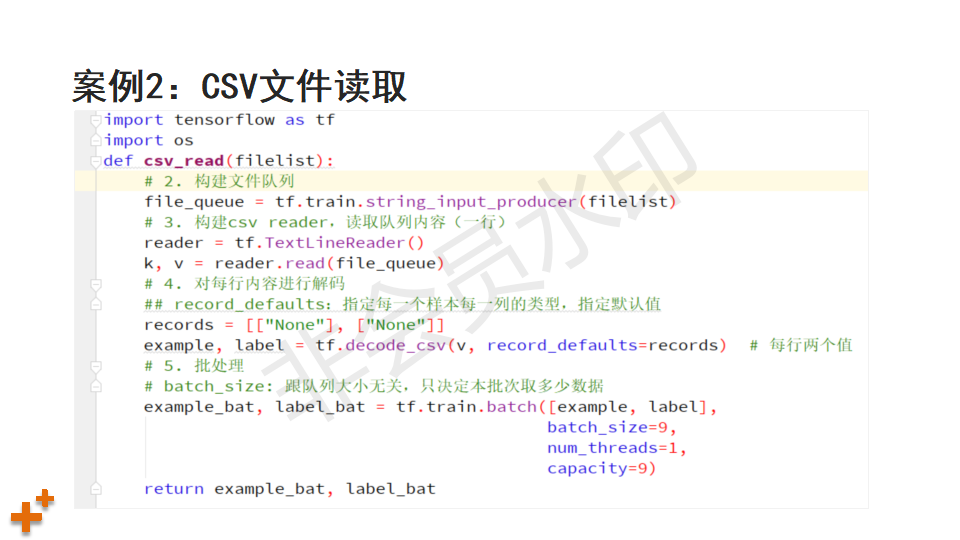 案例2：CSV文件读取
import tensorflow as tf
import os
def csv_read(filelist):
    # 2. 构建文件队列
    file_queue = tf.train.string_input_producer(filelist)
    # 3. 构建csv reader，读取队列内容（一行）
    reader = tf.TextLineReader()
    k, v = reader.read(file_queue)
    # 4. 对每行内容进行解码
    ## record_defaults：指定每一个样本每一列的类型，指定默认值
    records = [["None"], ["None"]]
    example, label = tf.decode_csv(v, record_defaults=records)  # 每行两个值
    # 5. 批处理
    # batch_size: 跟队列大小无关，只决定本批次取多少数据
    example_bat, label_bat = tf.train.batch([example, label],
                                            batch_size=9,
                                            num_threads=1,
                                            capacity=9)
    return example_bat, label_bat
非会员水印